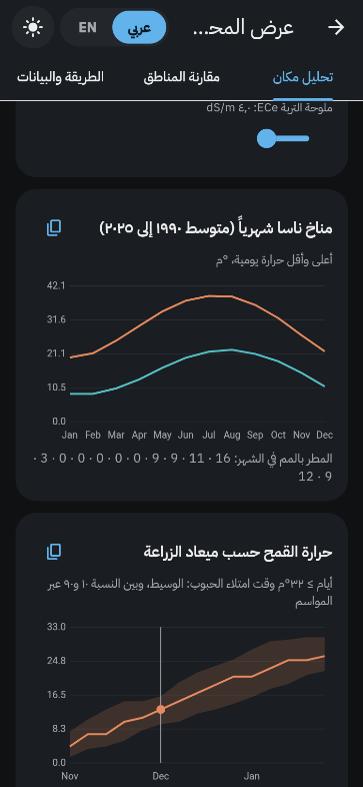 عرض المح...
عربي
EN
تحليل مكان
مقارنة المناطق
الطريقة والبيانات
ملوحة التربة ECe: ٤,٠ dS/m
مناخ ناسا شهرياً (متوسط ١٩٩٠ إلى ٢٠٢٥)
أعلى وأقل حرارة يومية، °م
42.1
31.6
21.1
10.5
0.0
Jan Feb Mar Apr May Jun Jul Aug Sep Oct Nov Dec
المطر بالمم في الشهر: 16 · 11 · 9 · 9 · 0 · 0 · 0 · 0 · 0 · 3 ·
9 · 12
حرارة القمح حسب ميعاد الزراعة
أيام ≥ ٣٢°م وقت امتلاء الحبوب: الوسيط، وبين النسبة ١٠ و٩٠ عبر
المواسم
33.0
24.8
16.5
8.3
0.0
Nov Dec Jan